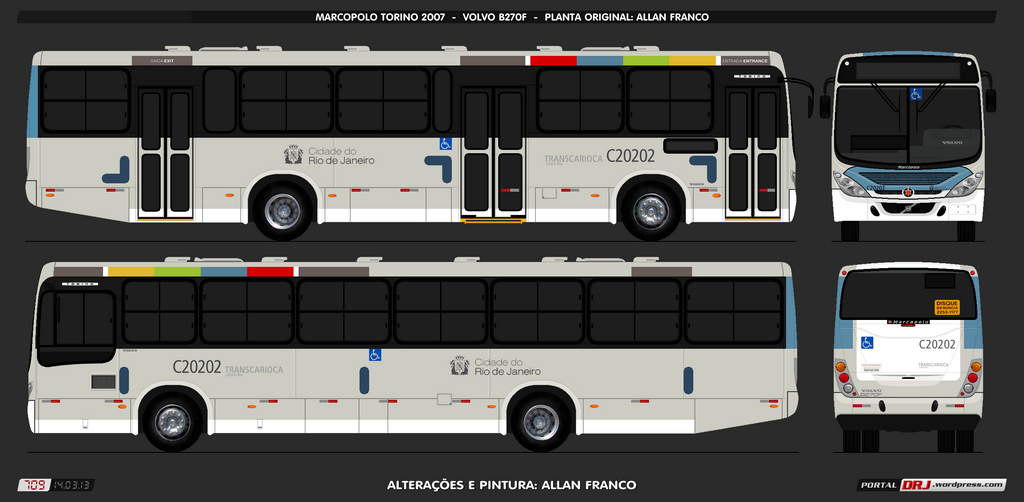 MARCOPOLO TORINO 2007 - VOLVO B270F - PLANTA ORIGINAL: ALLAN FRANCO
SAÍDA EXIT
ENTRADA ENTRANCE
TORINO
Cidade do
Rio de Janeiro
TRANSCARIOCA C20202
VOLVO
Marcopolo
C20202
TORINO
C20202 TRANSCARIOCA
Cidade do
Rio de Janeiro
DISQUE
DENÚNCIA
2253-1177
Marcopolo
C20202
TRANSCARIOCA
VOLVO
B270F
709 14.03.13
ALTERAÇÕES E PINTURA: ALLAN FRANCO
PORTAL DRJ.wordpress.com